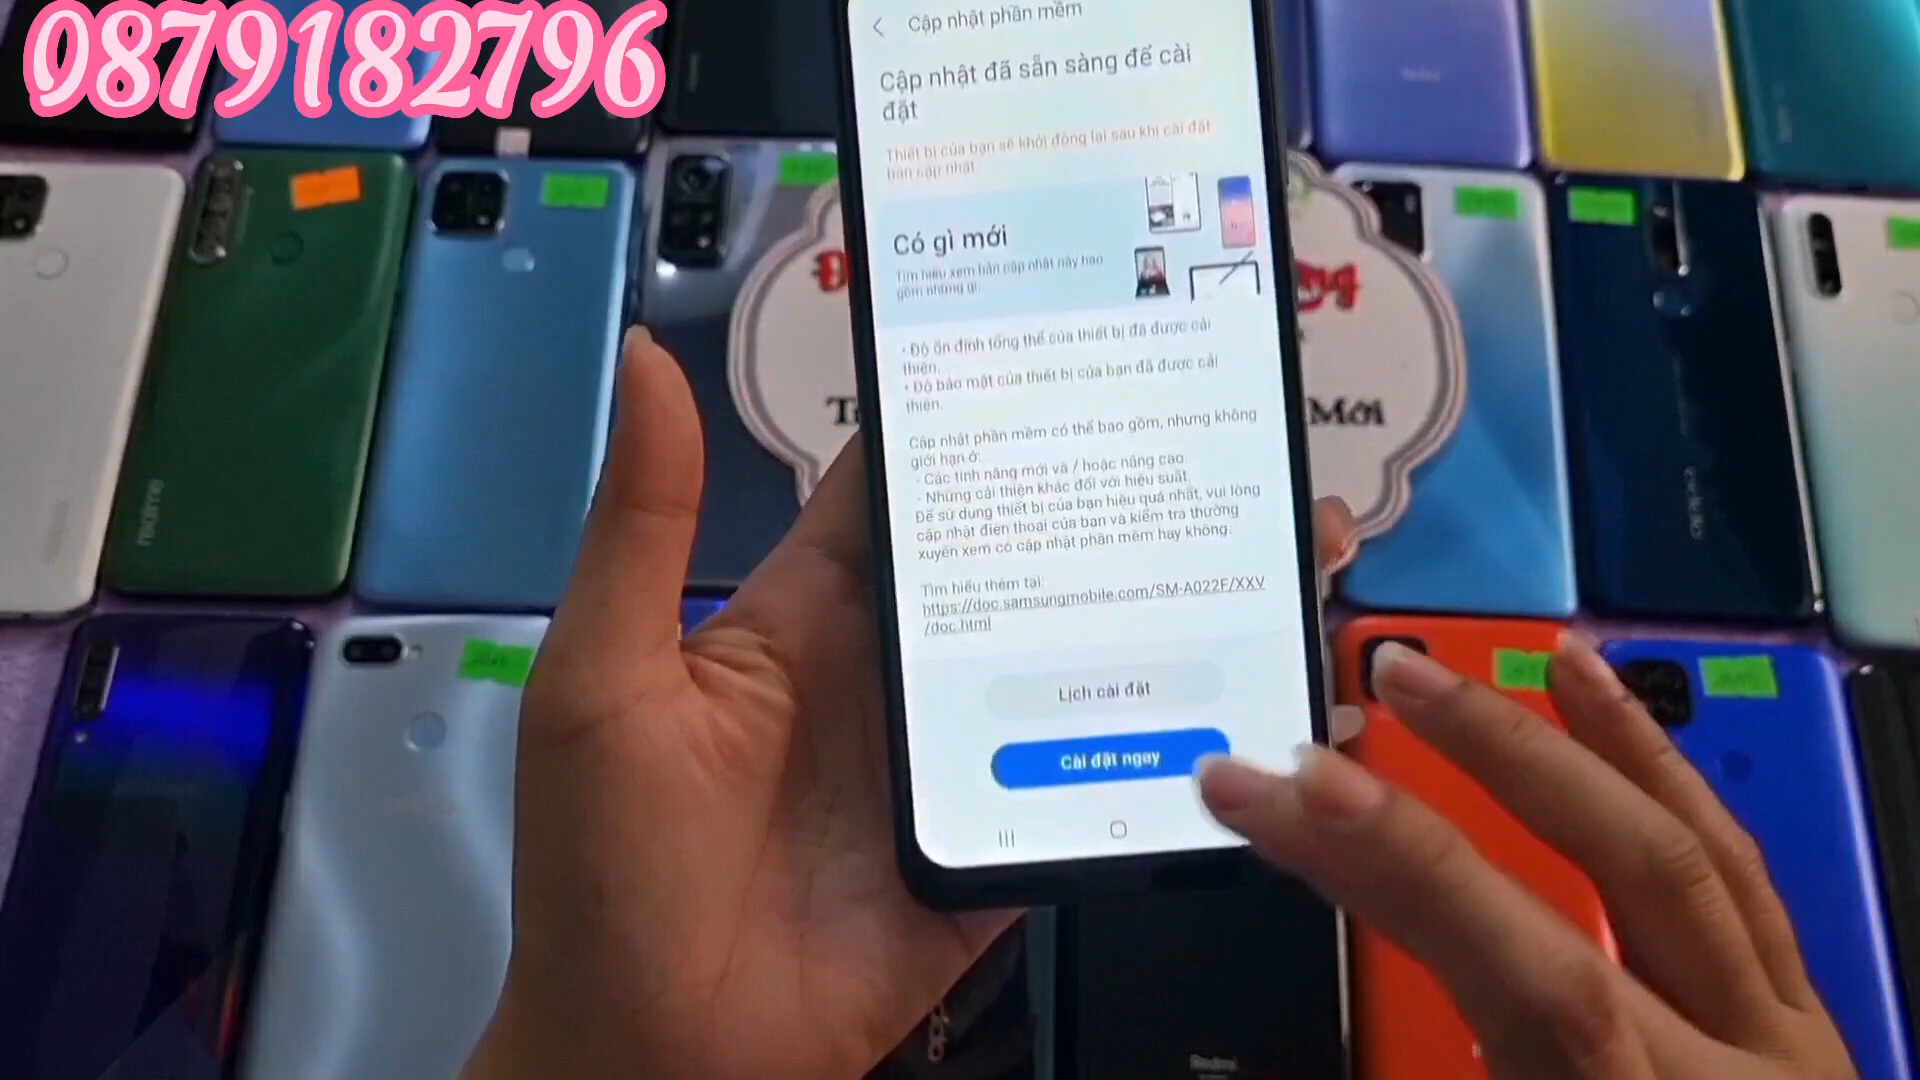 0879182796
Cập nhật phần mềm
Cập nhật đã sẵn sàng để cài
đặt
Thiết bị của bạn sẽ khởi động lại sau khi cài đặt
bản cập nhật.
Có gì mới
Tìm hiểu xem bản cập nhật này bao
gồm những gì.
• Độ ổn định tổng thể của thiết bị đã được cải
thiện.
• Độ bảo mật của thiết bị của bạn đã được cải
thiện.
Cập nhật phần mềm có thể bao gồm, nhưng không
giới hạn ở:
- Các tính năng mới và / hoặc nâng cao.
- Những cải thiện khác đối với hiệu suất.
Để sử dụng thiết bị của bạn hiệu quả nhất, vui lòng
cập nhật điện thoại của bạn và kiểm tra thường
xuyên xem có cập nhật phần mềm hay không.
Tìm hiểu thêm tại:
https://doc.samsungmobile.com/SM-A022F/XXV
/doc.html
Lịch cài đặt
Cài đặt ngay
Mới
realme
Redmi